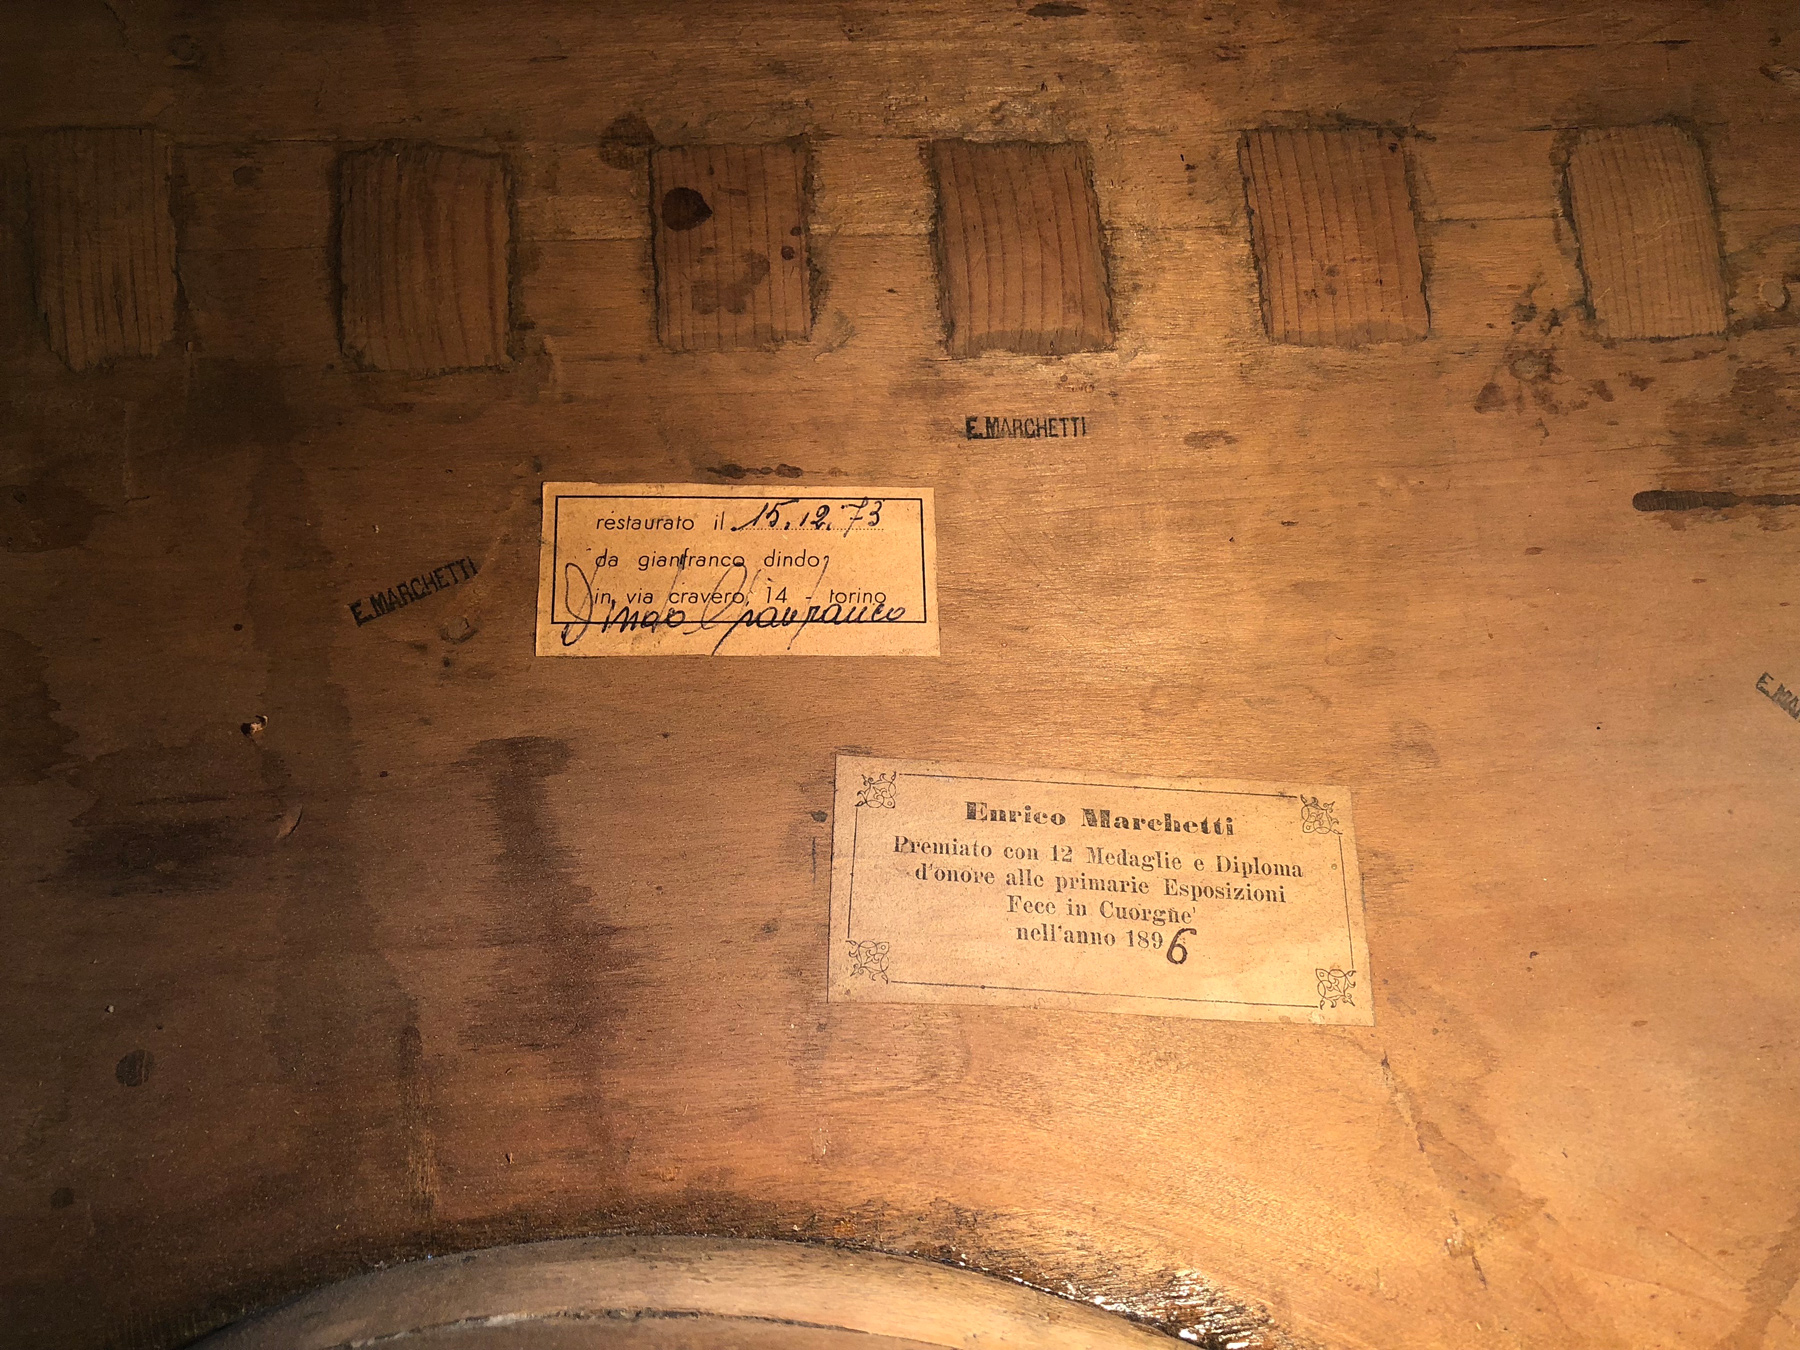 E. MARCHETTI
restaurato il 15.12.73
da gianfranco dindo
in via cravero, 14 - torino
Dindo Gianfranco
E. MARCHETTI
Enrico Marchetti
Premiato con 12 Medaglie e Diploma
d'onore alle primarie Esposizioni
Fece in Cuorgne'
nell'anno 1896